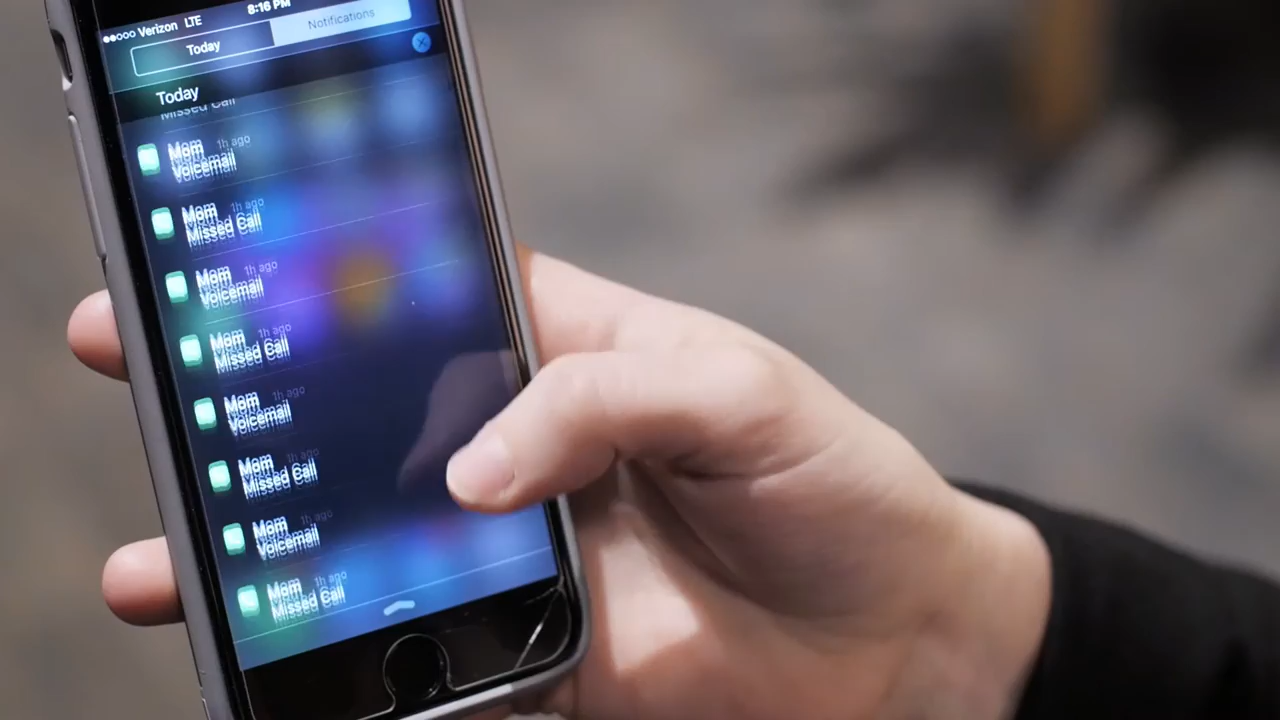 Verizon LTE
8:16 PM
Today
Notifications
Today
Missed Call
Mom 1h ago
Voicemail
Mom 1h ago
Missed Call
Mom 1h ago
Voicemail
Mom 1h ago
Missed Call
Mom 1h ago
Voicemail
Mom 1h ago
Missed Call
Mom 1h ago
Voicemail
Mom 1h ago
Missed Call